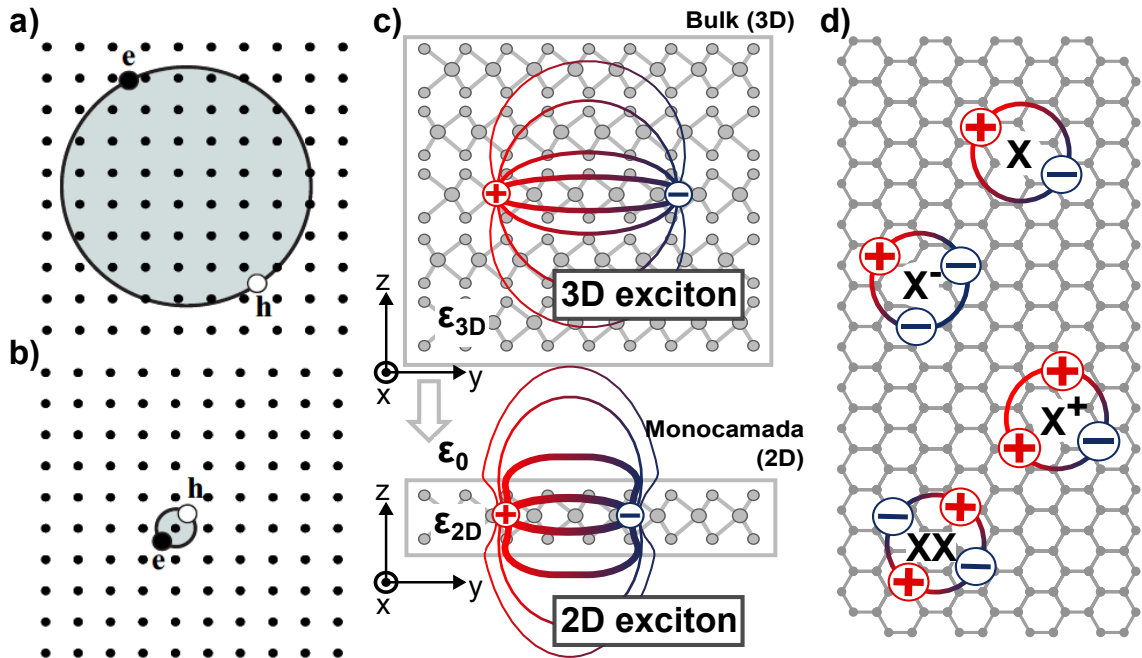 a)
e
h
b)
h
e
c)
Bulk (3D)
+
−
3D exciton
ε3D
z
y
x
Monocamada
(2D)
ε0
ε2D
+
−
z
y
x
2D exciton
d)
+
X
−
+
−
X-
−
+
X+
+
−
−
+
XX
+
−